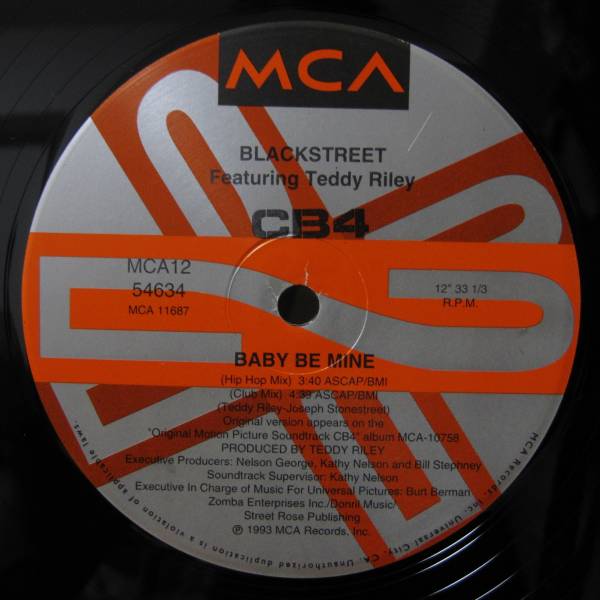 MCA
BLACKSTREET
Featuring Teddy Riley
CB4
MCA12
54634
MCA 11687
12" 33 1/3
R.P.M.
BABY BE MINE
(Hip Hop Mix) 3:40 ASCAP/BMI
(Club Mix) 4:39 ASCAP/BMI
(Teddy Riley-Joseph Stonestreet)
Original version appears on the
"Original Motion Picture Soundtrack CB4" album MCA-10758
PRODUCED BY TEDDY RILEY
Executive Producers: Nelson George, Kathy Nelson and Bill Stephney
Soundtrack Supervisor: Kathy Nelson
Executive In Charge of Music For Universal Pictures: Burt Berman
Zomba Enterprises Inc./Donril Music/
Street Rose Publishing
℗ 1993 MCA Records, Inc.
MCA Records, Inc. Universal City, CA. Unauthorized duplication is a violation of applicable laws.